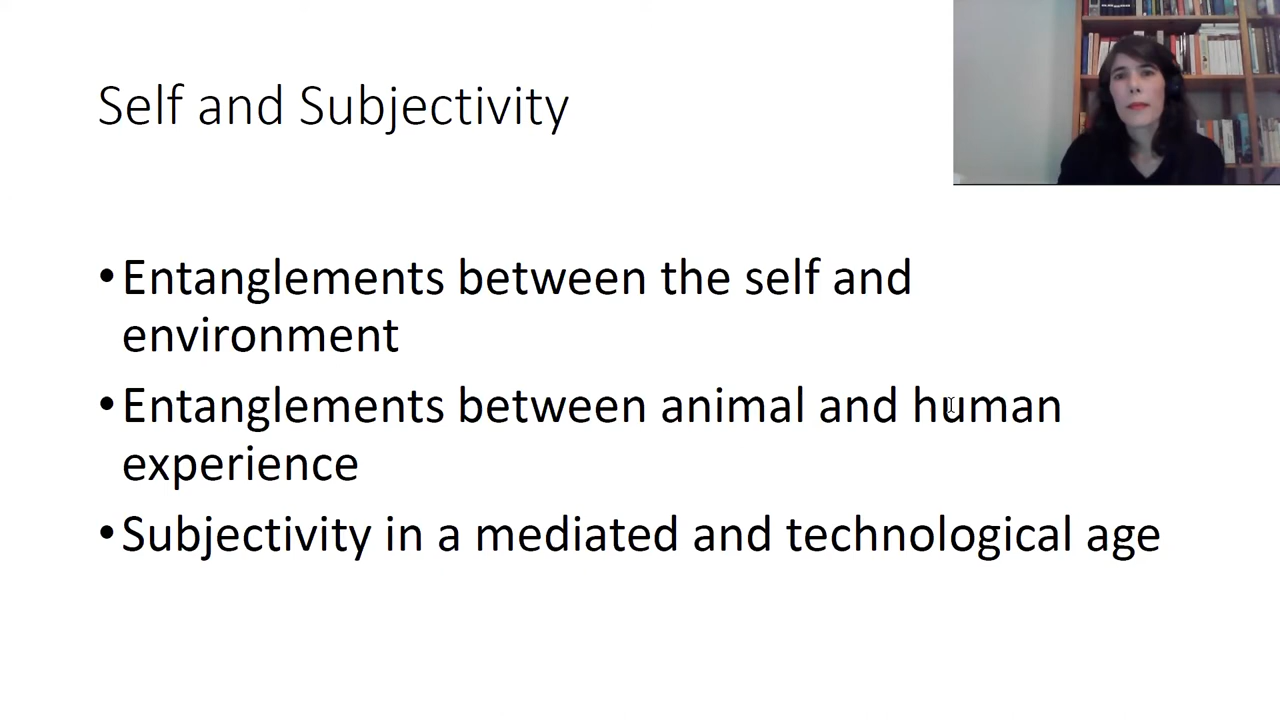 Self and Subjectivity
•Entanglements between the self and
environment
•Entanglements between animal and human
experience
•Subjectivity in a mediated and technological age